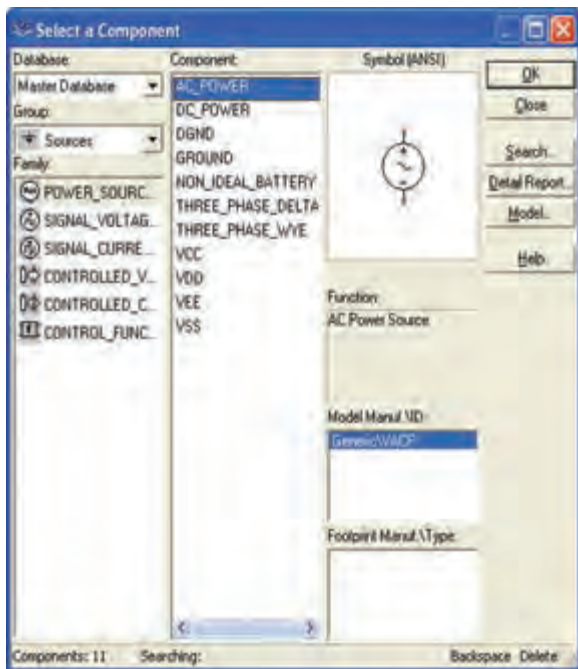 Select a Component
Database:
Master Database
Group:
Sources
Family:
POWER_SOURC...
SIGNAL_VOLTAG...
SIGNAL_CURRE...
CONTROLLED_V...
CONTROLLED_C...
CONTROL_FUNC...
Component:
AC_POWER
DC_POWER
DGND
GROUND
NON_IDEAL_BATTERY
THREE_PHASE_DELTA
THREE_PHASE_WYE
VCC
VDD
VEE
VSS
Symbol (ANSI)
Function:
AC Power Source
Model Manuf.\ID:
Generic\VACP
Footprint Manuf.\Type:
OK
Close
Search...
Detail Report...
Model...
Help
Components: 11
Searching:
Backspace
Delete